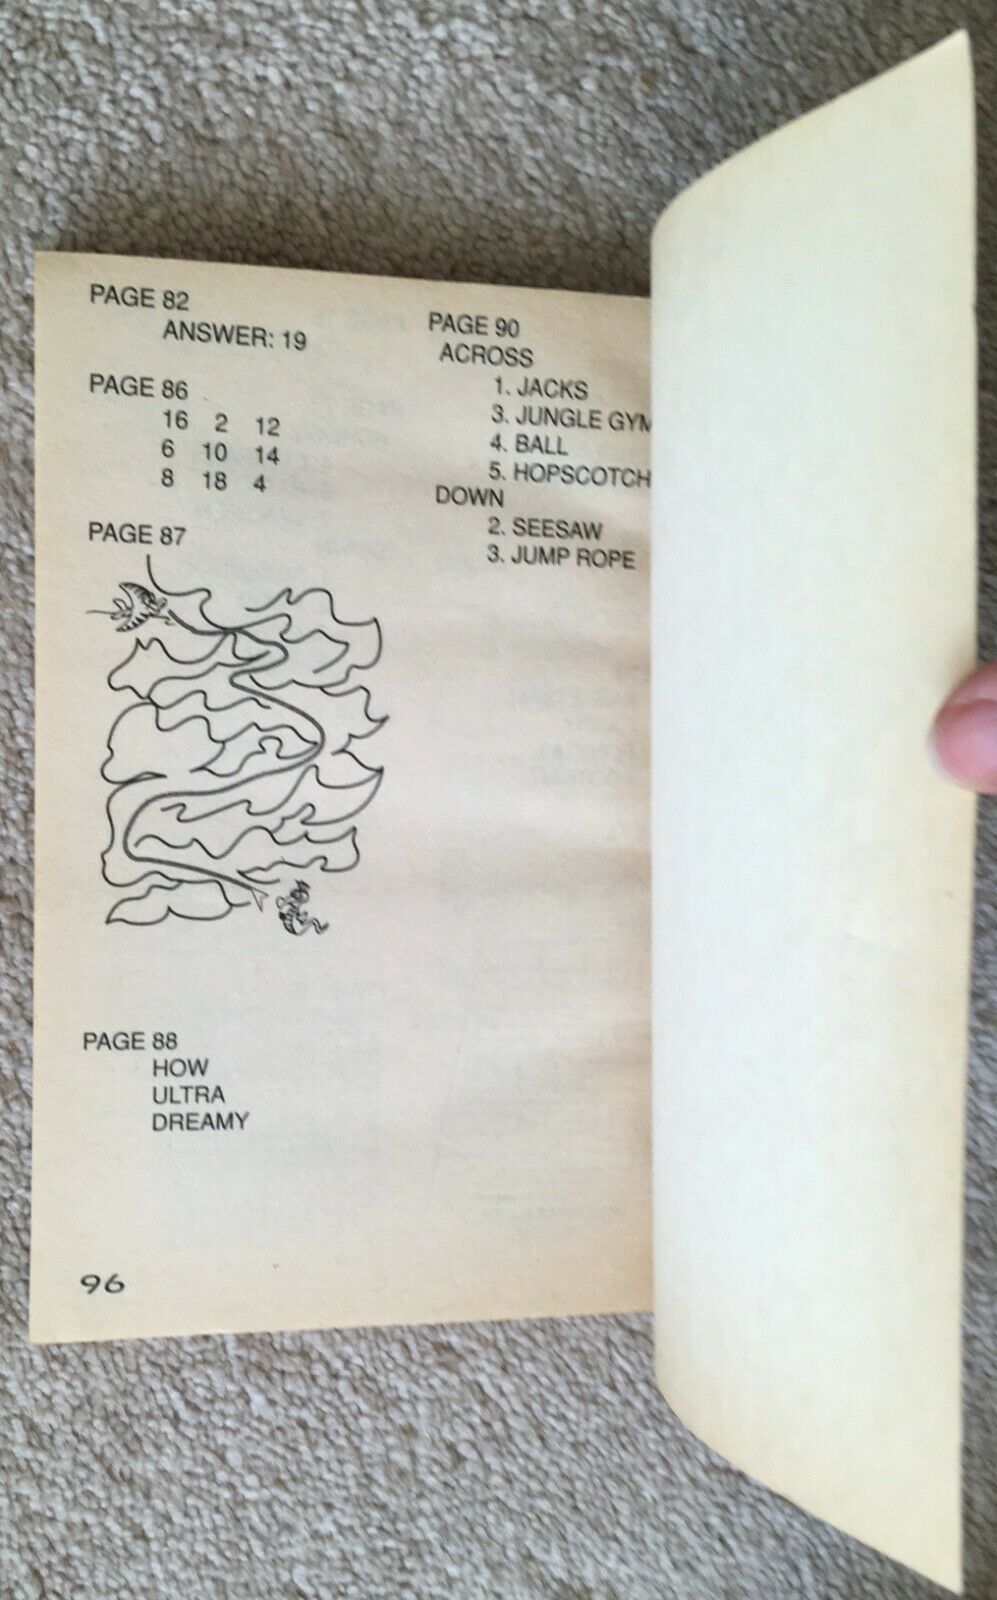 PAGE 82
ANSWER: 19
PAGE 86
16 2 12
6 10 14
8 18 4
PAGE 87
PAGE 88
HOW
ULTRA
DREAMY
96
PAGE 90
ACROSS
1. JACKS
3. JUNGLE GYM
4. BALL
5. HOPSCOTCH
DOWN
2. SEESAW
3. JUMP ROPE